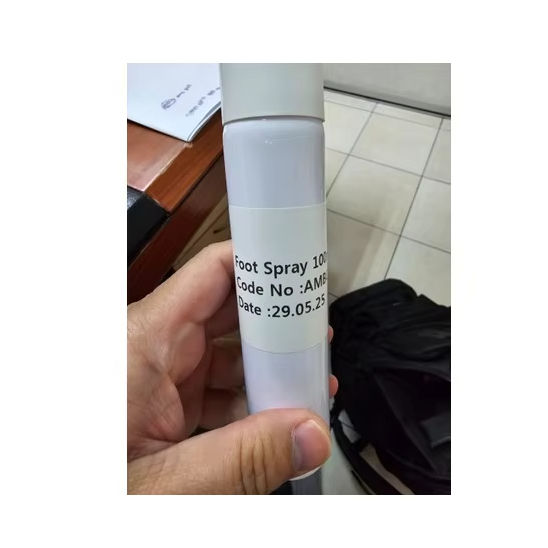 Foot Spray 100
Code No :AMB
Date :29.05.25